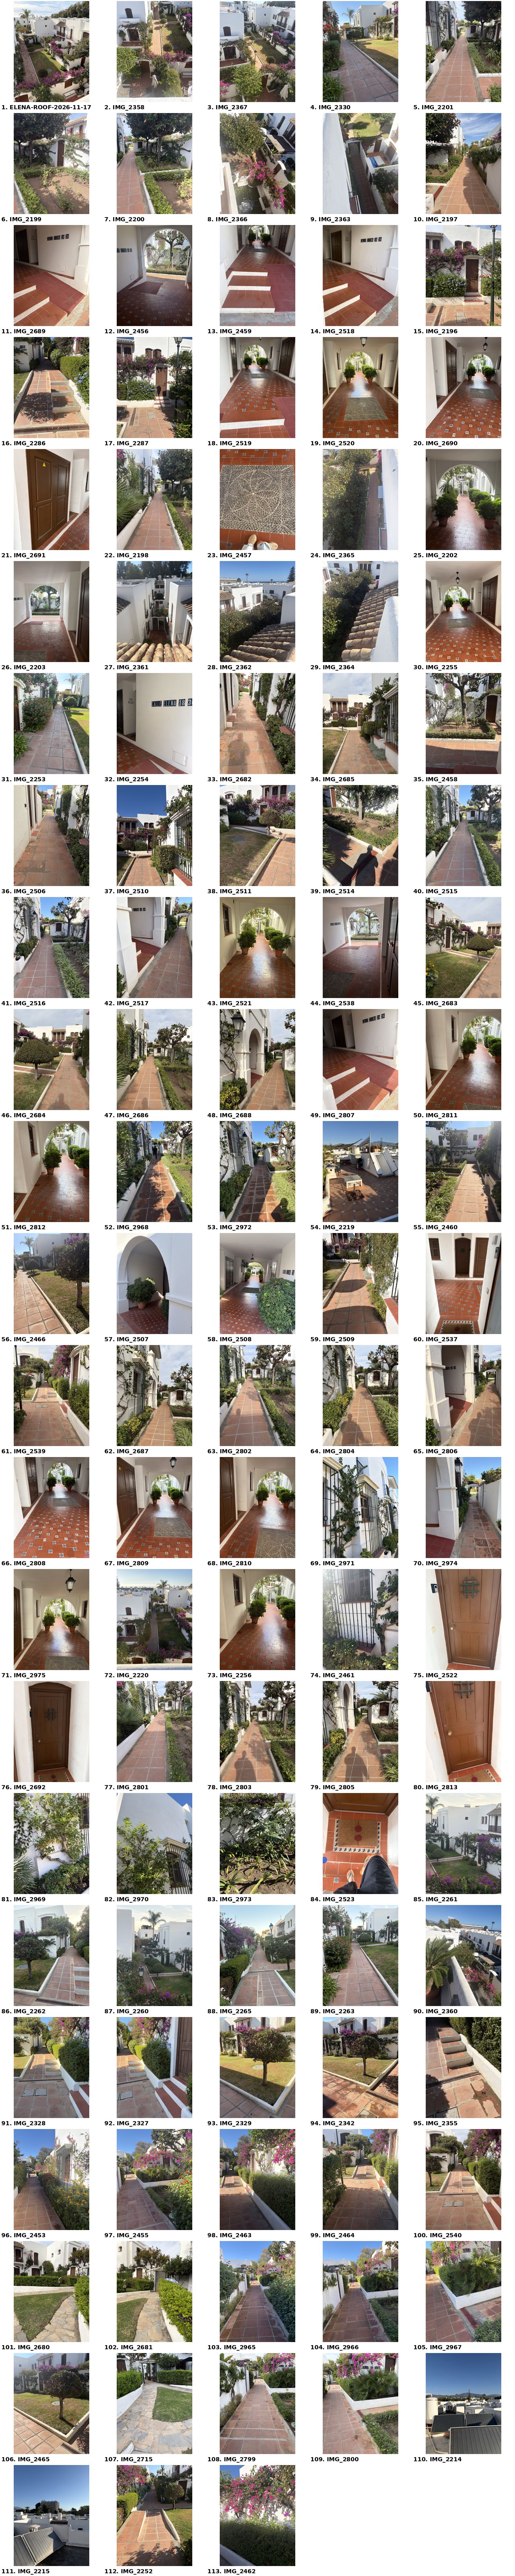 1. ELENA-ROOF-2026-11-17
2. IMG_2358
3. IMG_2367
4. IMG_2330
5. IMG_2201
6. IMG_2199
7. IMG_2200
8. IMG_2366
9. IMG_2363
10. IMG_2197
11. IMG_2689
12. IMG_2456
13. IMG_2459
14. IMG_2518
15. IMG_2196
16. IMG_2286
17. IMG_2287
18. IMG_2519
19. IMG_2520
20. IMG_2690
21. IMG_2691
22. IMG_2198
23. IMG_2457
24. IMG_2365
25. IMG_2202
26. IMG_2203
27. IMG_2361
28. IMG_2362
29. IMG_2364
30. IMG_2255
31. IMG_2253
32. IMG_2254
33. IMG_2682
34. IMG_2685
35. IMG_2458
36. IMG_2506
37. IMG_2510
38. IMG_2511
39. IMG_2514
40. IMG_2515
41. IMG_2516
42. IMG_2517
43. IMG_2521
44. IMG_2538
45. IMG_2683
46. IMG_2684
47. IMG_2686
48. IMG_2688
49. IMG_2807
50. IMG_2811
51. IMG_2812
52. IMG_2968
53. IMG_2972
54. IMG_2219
55. IMG_2460
56. IMG_2466
57. IMG_2507
58. IMG_2508
59. IMG_2509
60. IMG_2537
61. IMG_2539
62. IMG_2687
63. IMG_2802
64. IMG_2804
65. IMG_2806
66. IMG_2808
67. IMG_2809
68. IMG_2810
69. IMG_2971
70. IMG_2974
71. IMG_2975
72. IMG_2220
73. IMG_2256
74. IMG_2461
75. IMG_2522
76. IMG_2692
77. IMG_2801
78. IMG_2803
79. IMG_2805
80. IMG_2813
81. IMG_2969
82. IMG_2970
83. IMG_2973
84. IMG_2523
85. IMG_2261
86. IMG_2262
87. IMG_2260
88. IMG_2265
89. IMG_2263
90. IMG_2360
91. IMG_2328
92. IMG_2327
93. IMG_2329
94. IMG_2342
95. IMG_2355
96. IMG_2453
97. IMG_2455
98. IMG_2463
99. IMG_2464
100. IMG_2540
101. IMG_2680
102. IMG_2681
103. IMG_2965
104. IMG_2966
105. IMG_2967
106. IMG_2465
107. IMG_2715
108. IMG_2799
109. IMG_2800
110. IMG_2214
111. IMG_2215
112. IMG_2252
113. IMG_2462